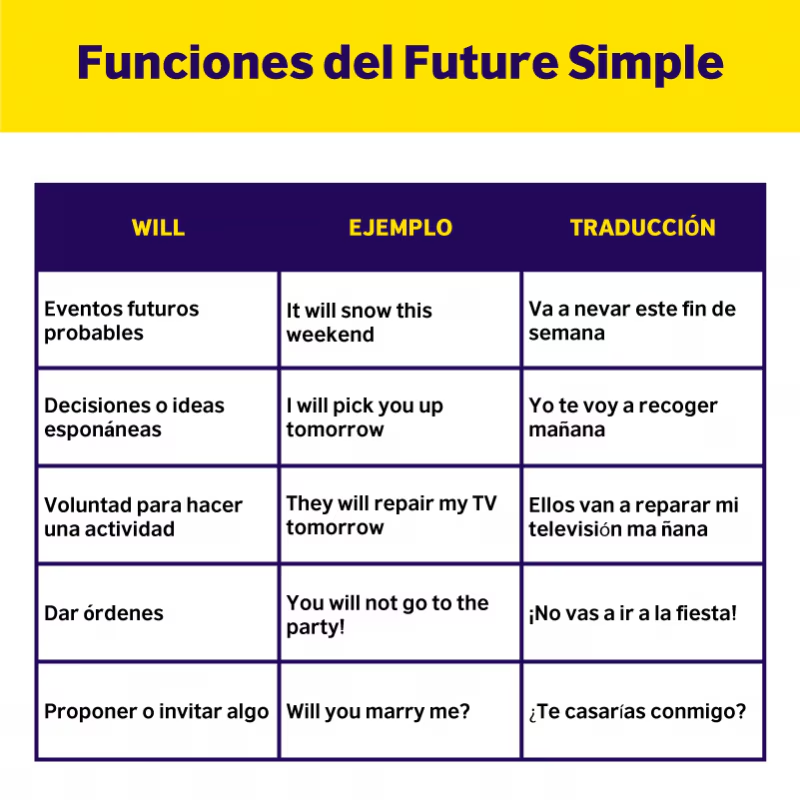 Funciones del Future Simple
WILL
EJEMPLO
TRADUCCIÓN
Eventos futuros
probables
It will snow this
weekend
Va a nevar este fin de
semana
Decisiones o ideas
esponáneas
I will pick you up
tomorrow
Yo te voy a recoger
mañana
Voluntad para hacer
una actividad
They will repair my TV
tomorrow
Ellos van a reparar mi
televisión ma ñana
Dar órdenes
You will not go to the
party!
¡No vas a ir a la fiesta!
Proponer o invitar algo
Will you marry me?
¿Te casarías conmigo?